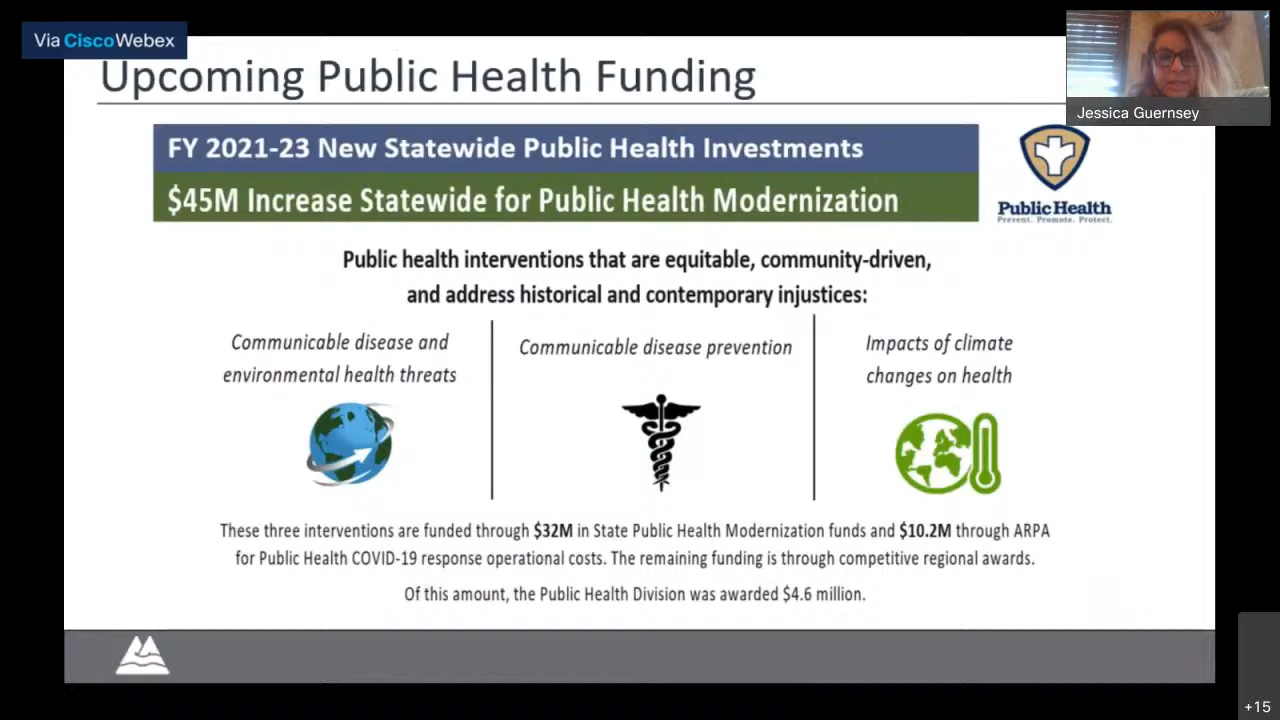 Via Cisco Webex
Upcoming Public Health Funding
Jessica Guernsey
FY 2021-23 New Statewide Public Health Investments
$45M Increase Statewide for Public Health Modernization
Public Health
Prevent. Promote. Protect.
Public health interventions that are equitable, community-driven,
and address historical and contemporary injustices:
Communicable disease and
environmental health threats
Communicable disease prevention
Impacts of climate
changes on health
These three interventions are funded through $32M in State Public Health Modernization funds and $10.2M through ARPA
for Public Health COVID-19 response operational costs. The remaining funding is through competitive regional awards.
Of this amount, the Public Health Division was awarded $4.6 million.
+15